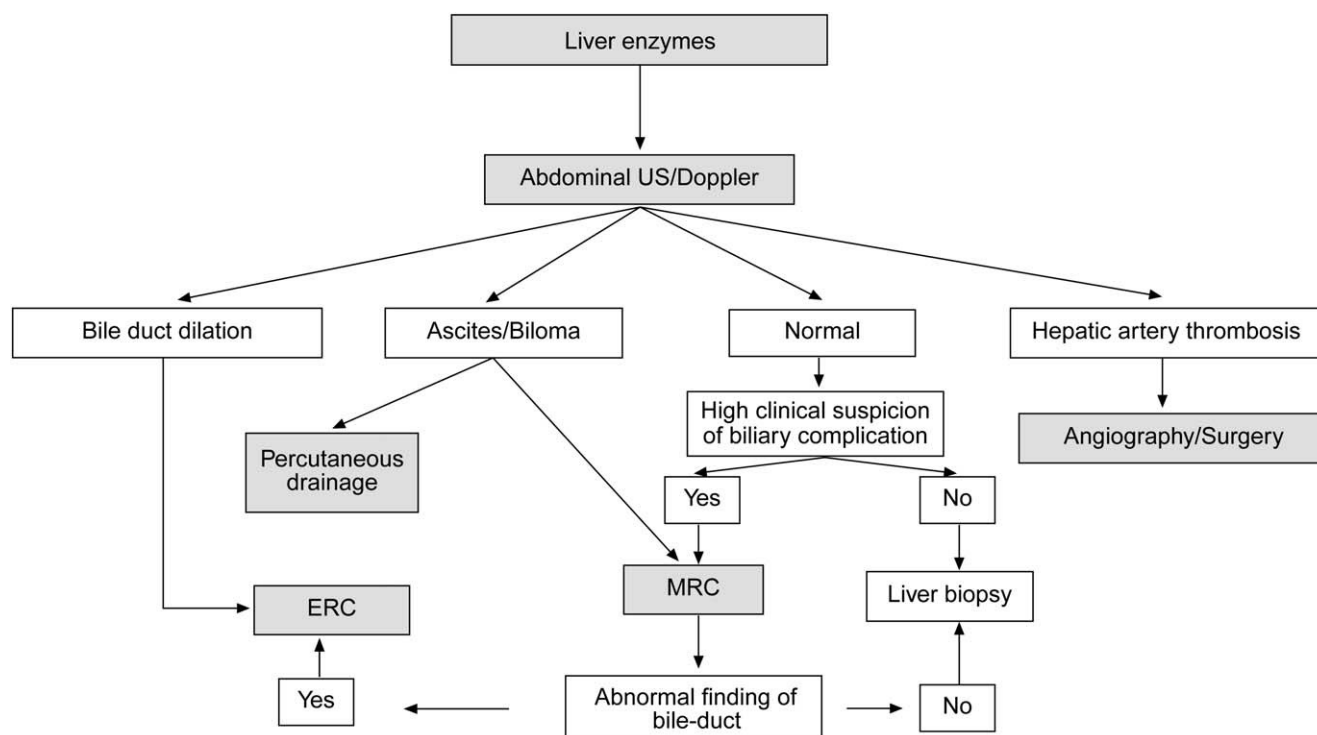 Liver enzymes
Abdominal US/Doppler
Bile duct dilation
Ascites/Biloma
Normal
Hepatic artery thrombosis
High clinical suspicion
of biliary complication
Angiography/Surgery
Percutaneous
drainage
Yes
No
ERC
MRC
Liver biopsy
Yes
Abnormal finding of
bile-duct
No